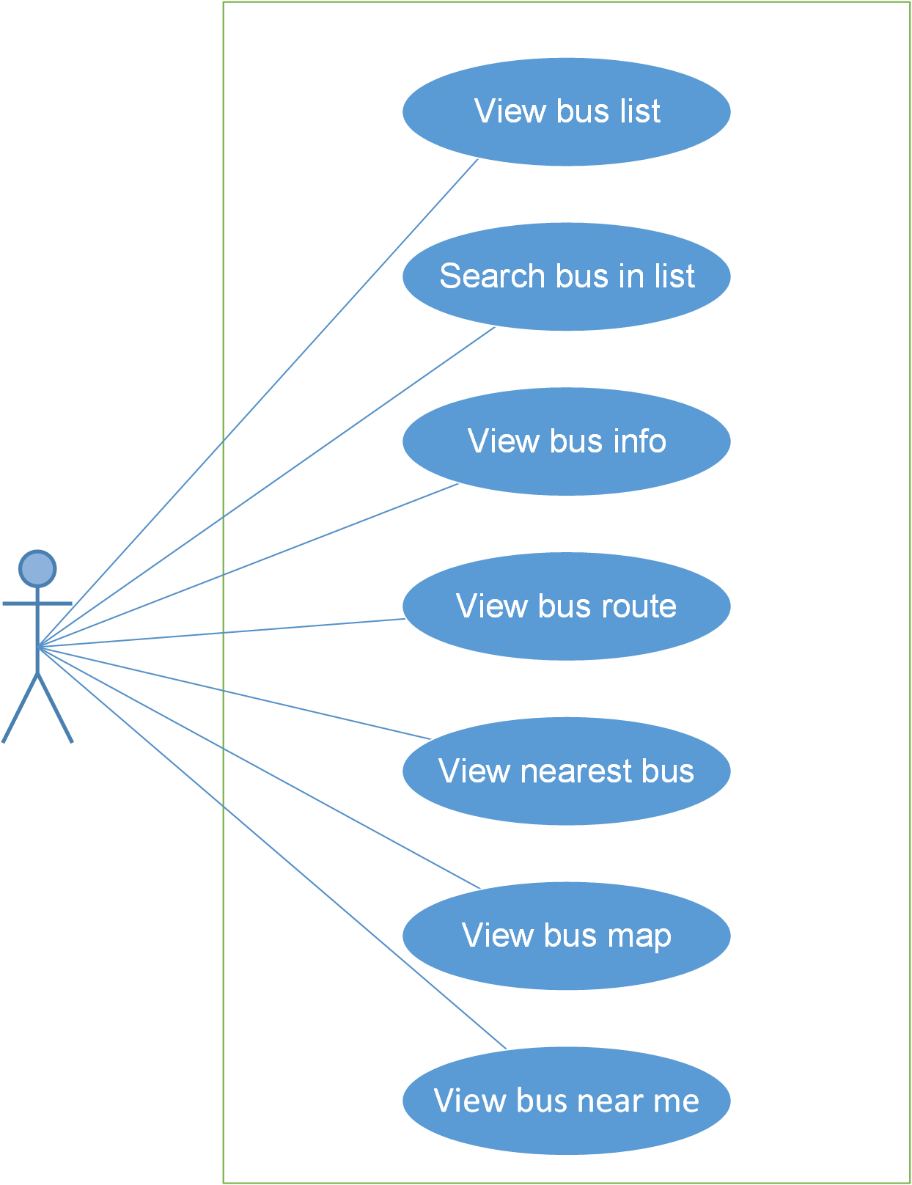 View bus list
Search bus in list
View bus info
View bus route
View nearest bus
View bus map
View bus near me